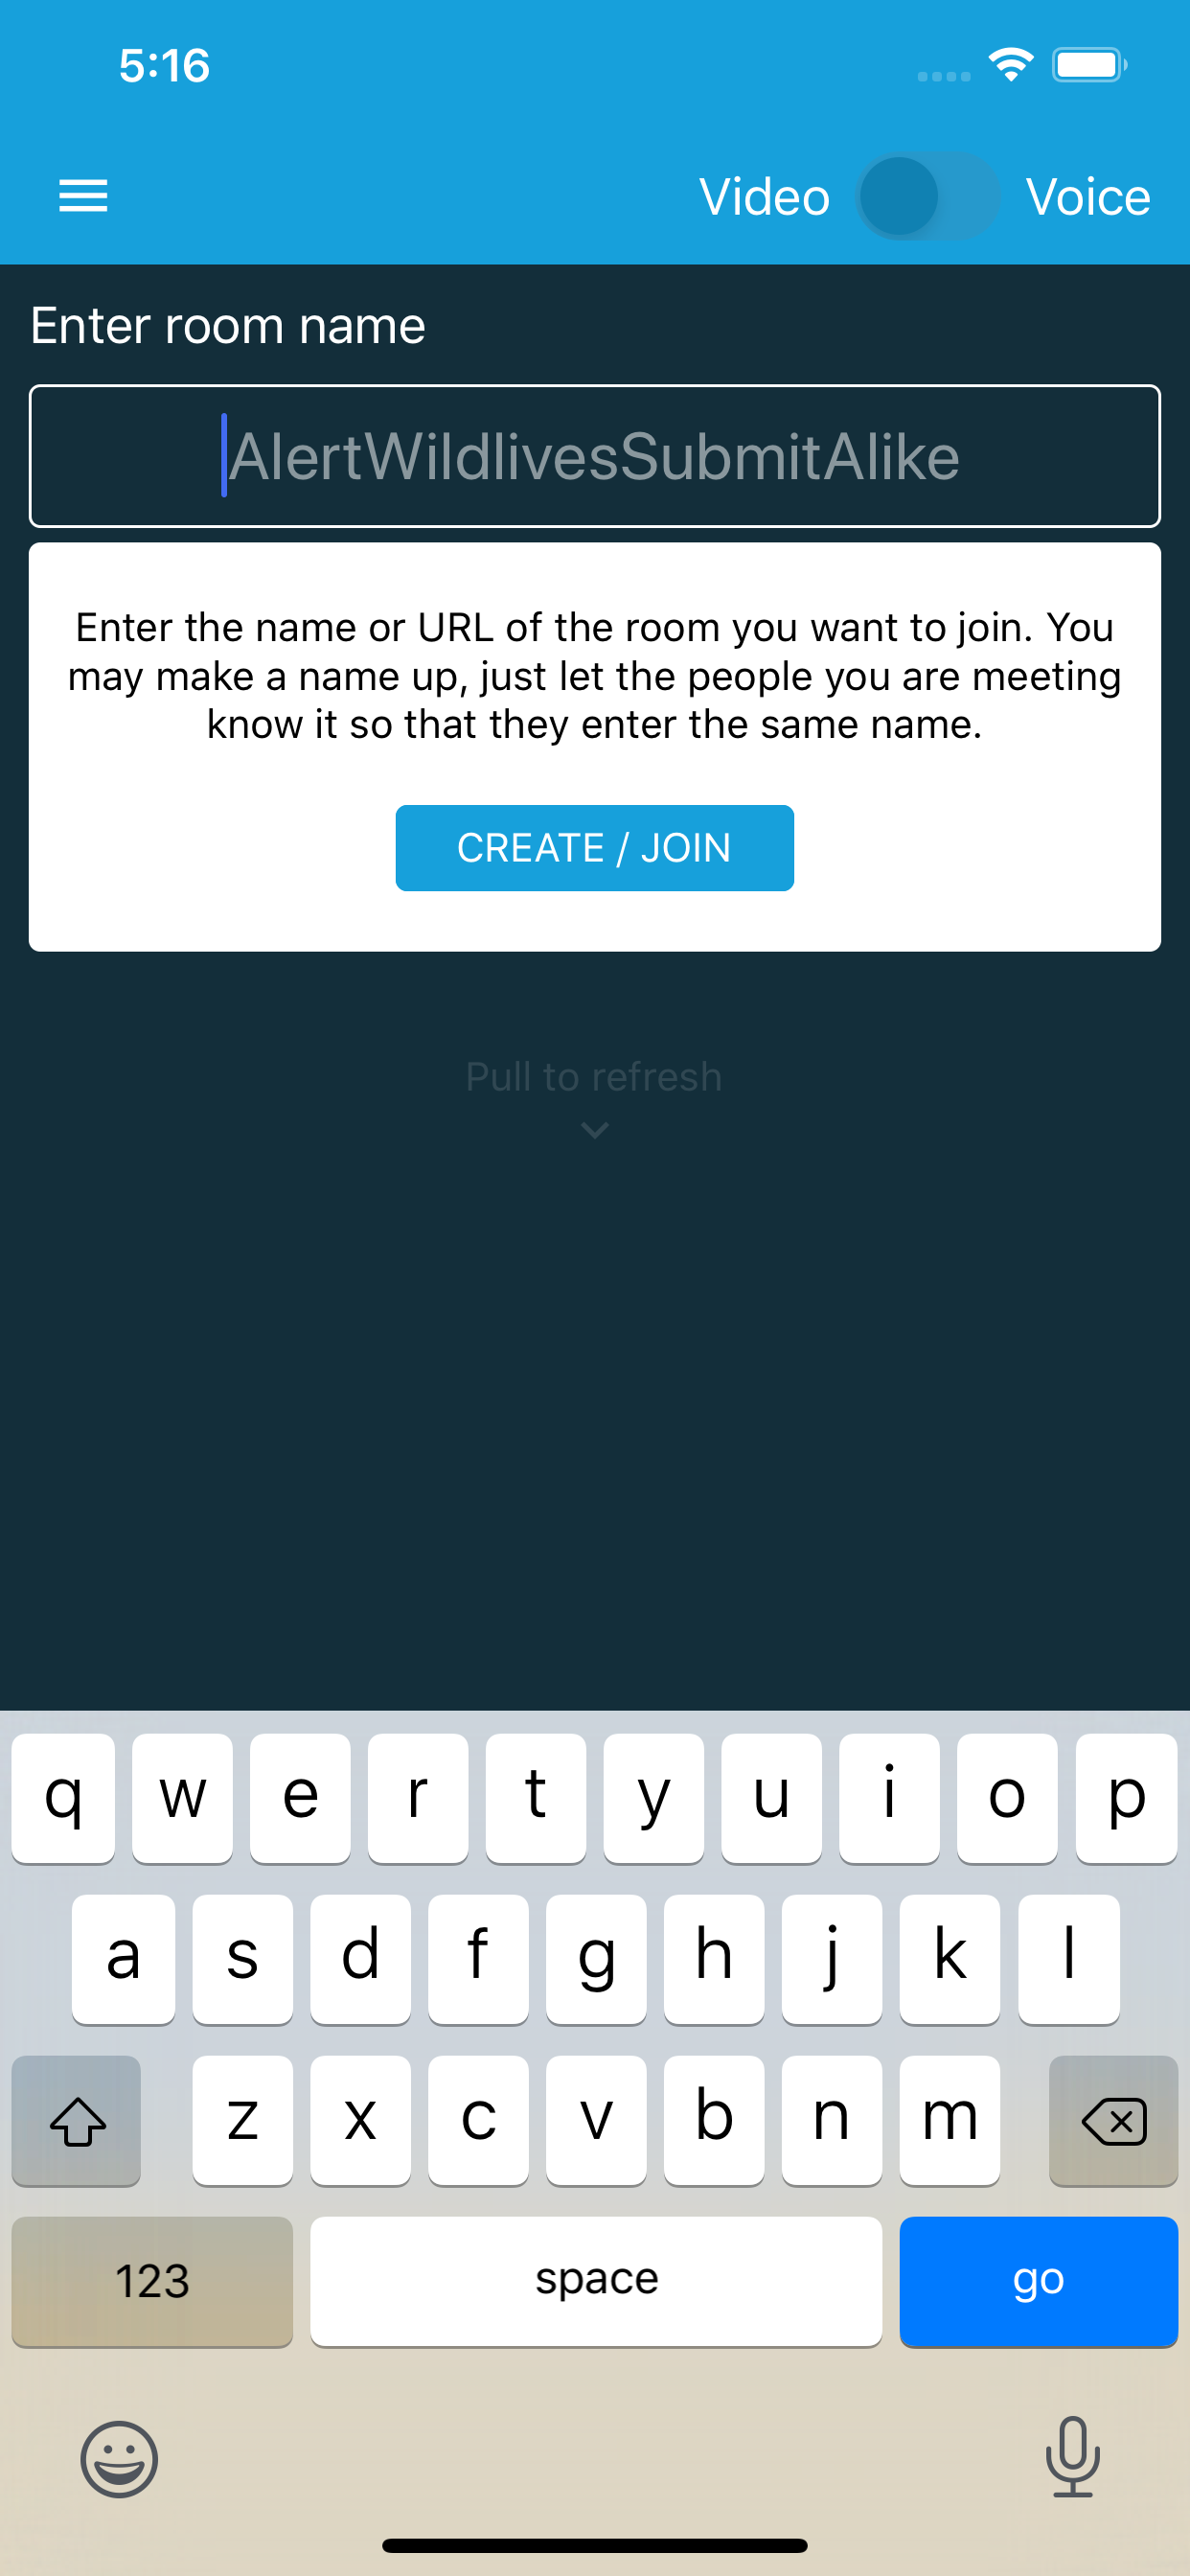 5:16
Video Voice
Enter room name
AlertWildlivesSubmitAlike
Enter the name or URL of the room you want to join. You
may make a name up, just let the people you are meeting
know it so that they enter the same name.
CREATE / JOIN
Pull to refresh
q w e r t y u i o p
a s d f g h j k l
z x c v b n m
123 space go